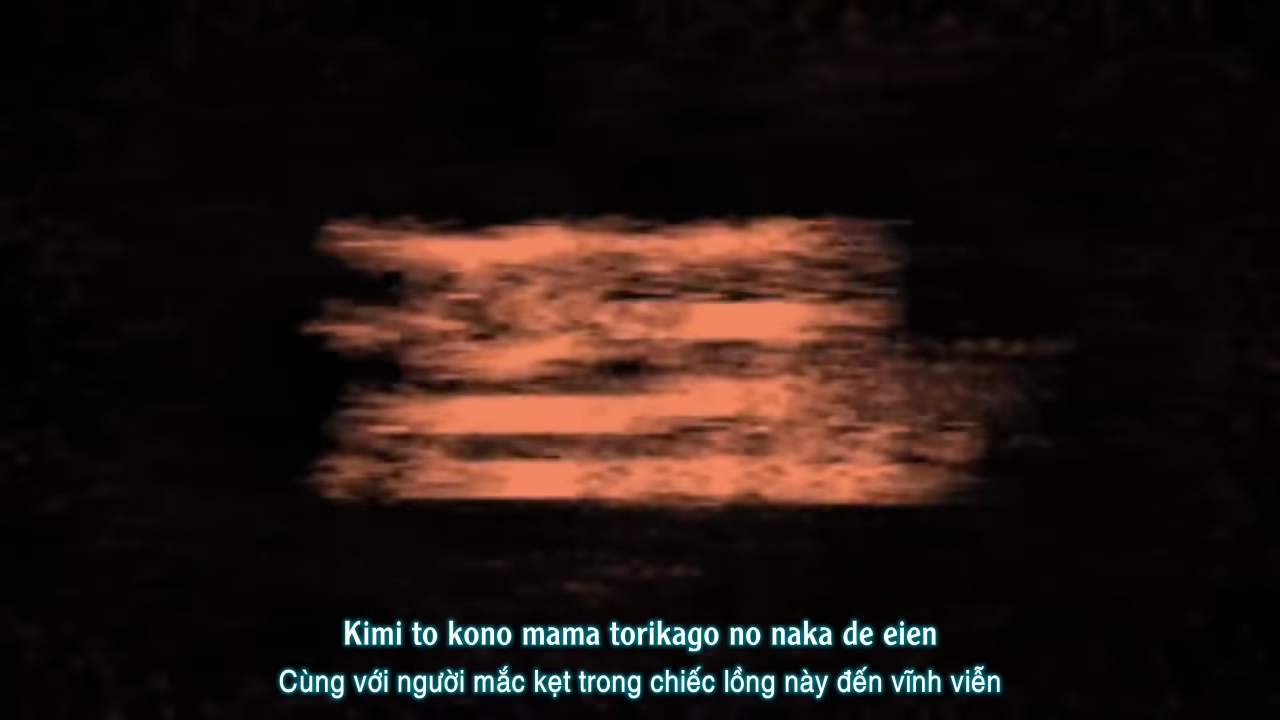 Kimi to kono mama torikago no naka de eien
Cùng với người mắc kẹt trong chiếc lồng này đến vĩnh viễn